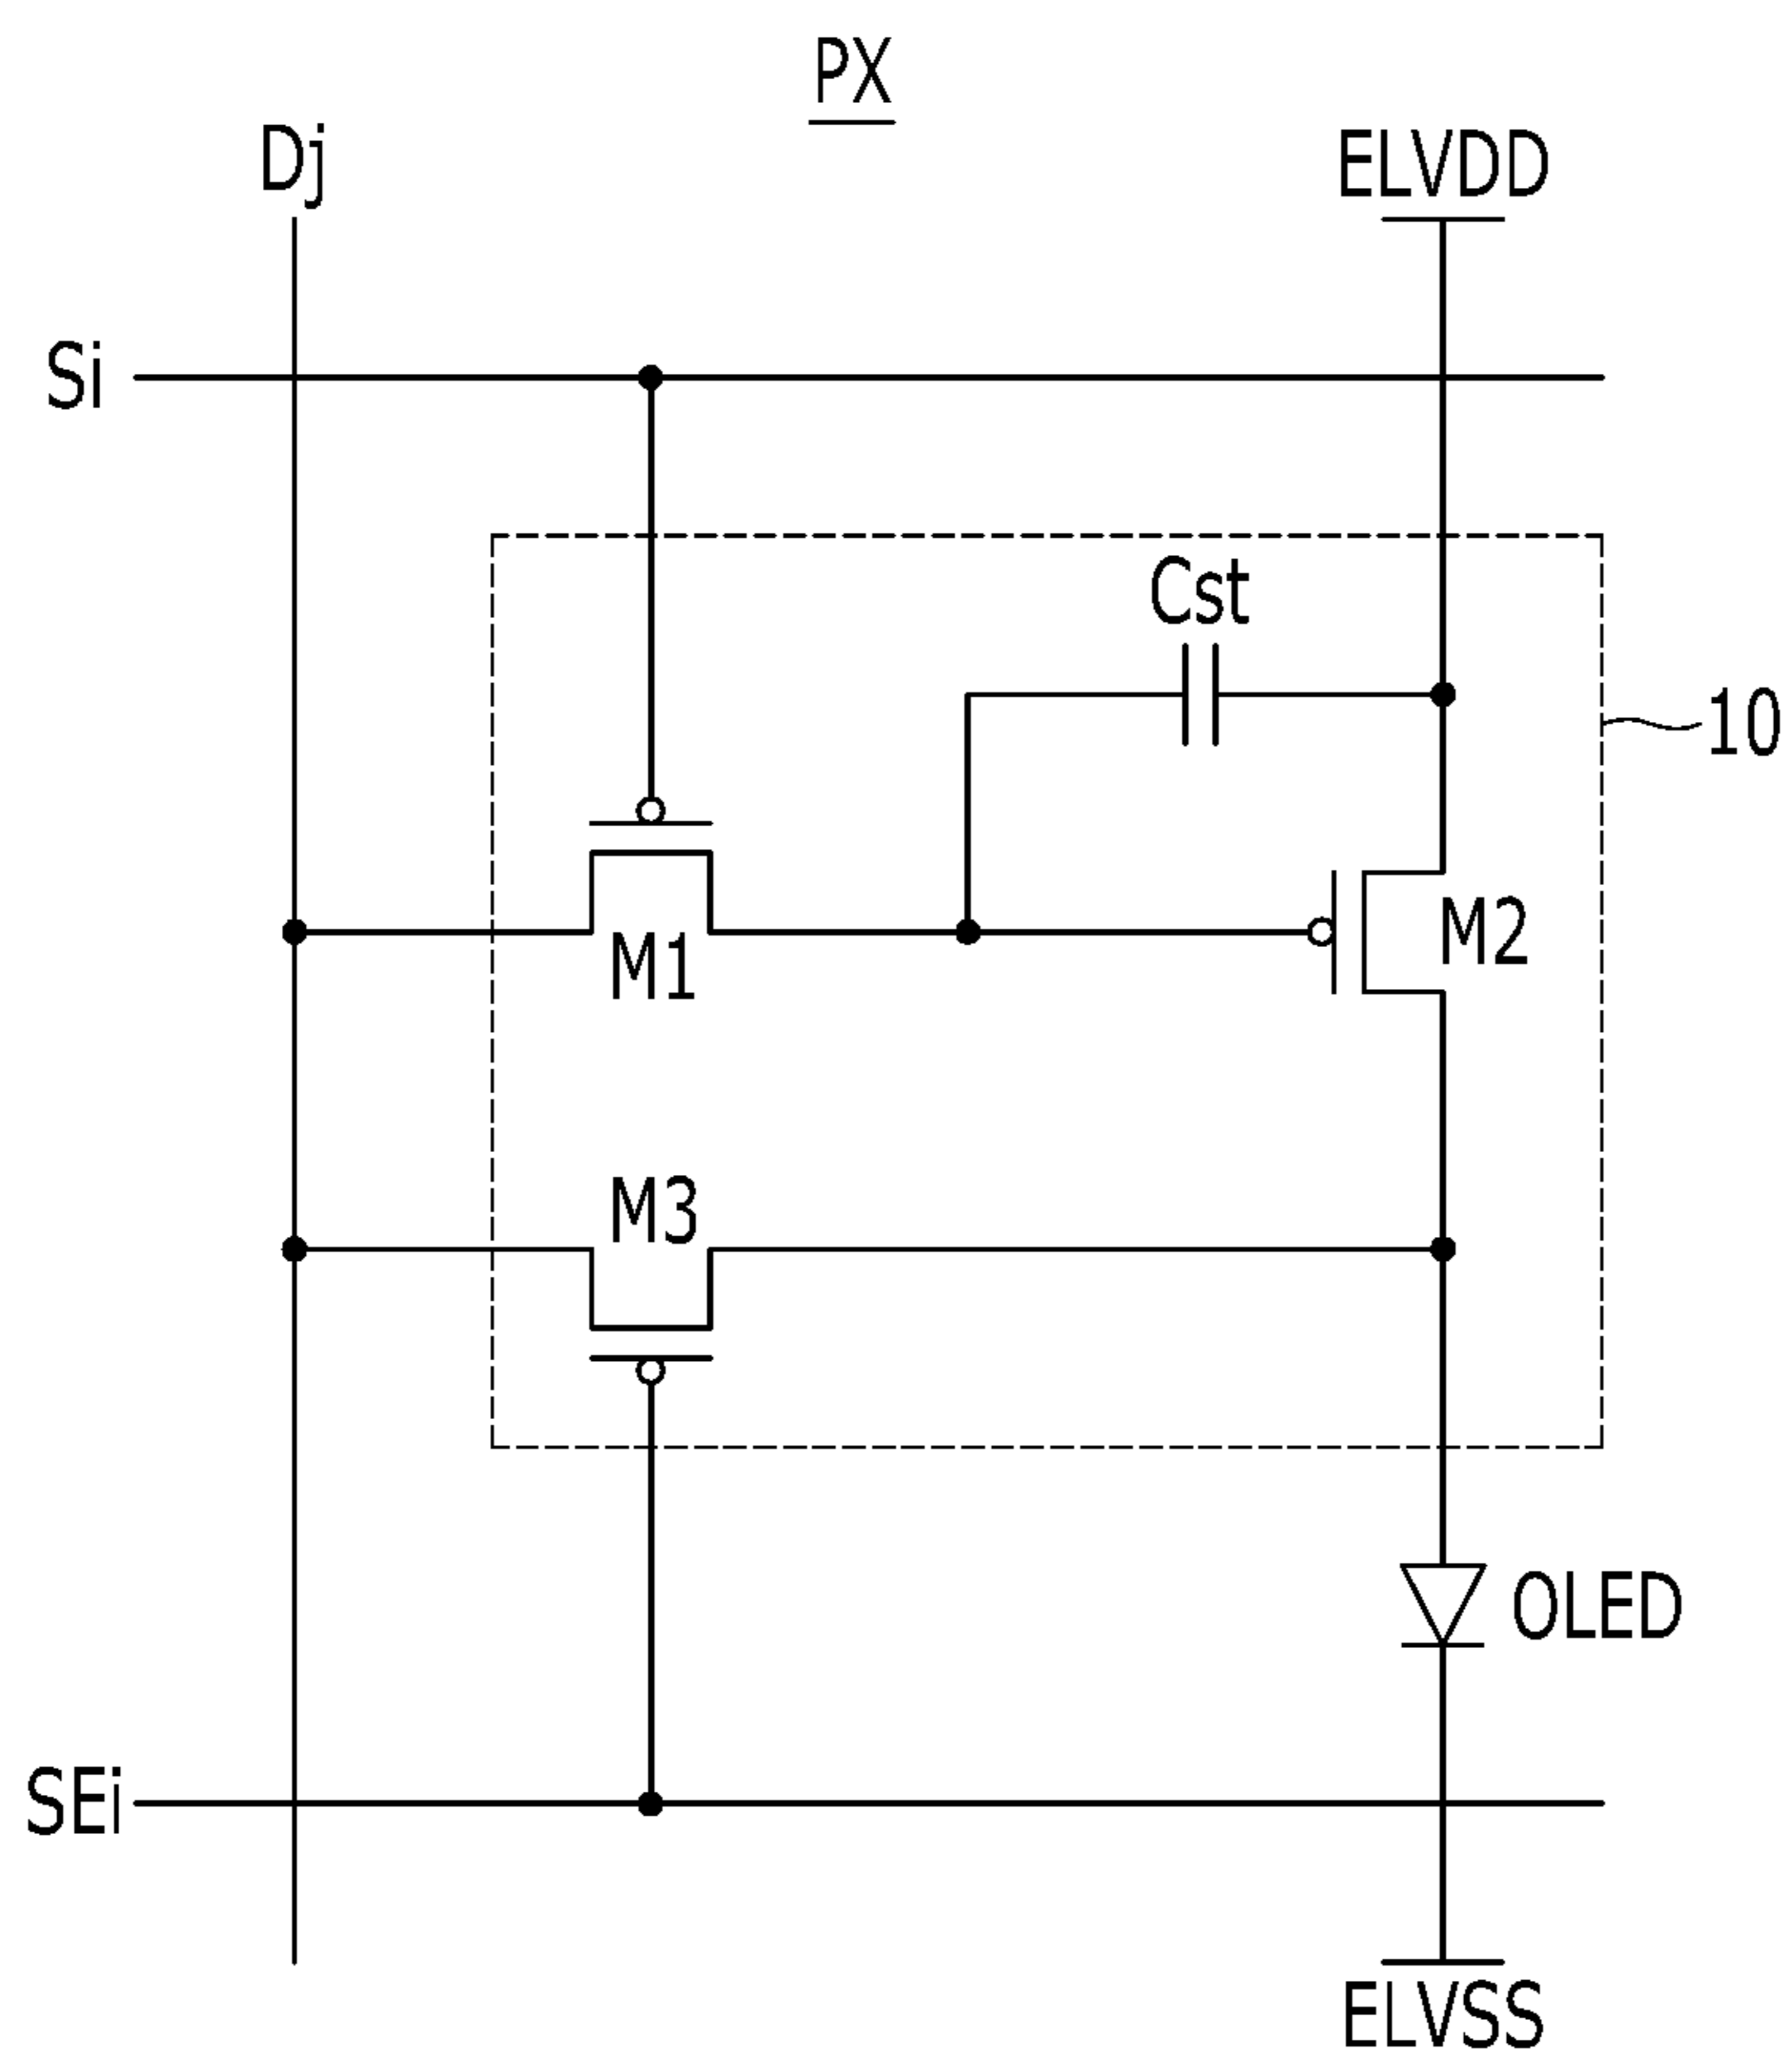 PX
Dj
ELVDD
Si
Cst
10
M1
M2
M3
OLED
SEi
ELVSS